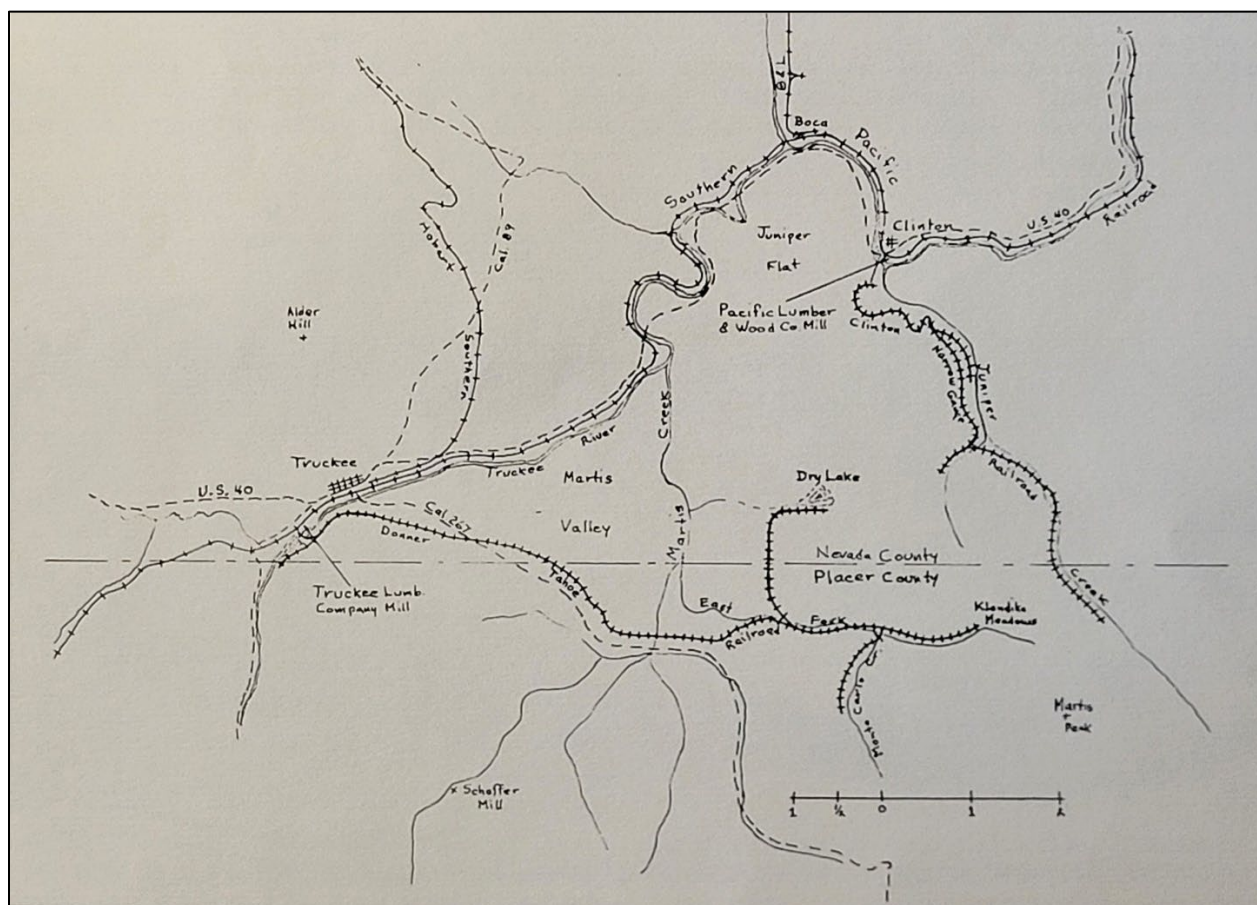 B&L
Boca
Pacific
Southern
Clinton
U.S. 40
Railroad
Juniper
Flat
Hobart
Cal. 89
Alder
Hill
Pacific Lumber
& Wood Co. Mill
Clinton
Narrow Gauge
Juniper
Southern
Creek
River
Truckee
Truckee
Martis
Dry Lake
Railroad
U.S. 40
Cal 267
Martis
Valley
Donner
Nevada County
Placer County
Tahoe
Truckee Lumb.
Company Mill
East
Fork
Railroad
Klondike
Meadows
Creek
Monte Carlo
Martis
Peak
Schaffer
Mill
1 ½ 0 1 2